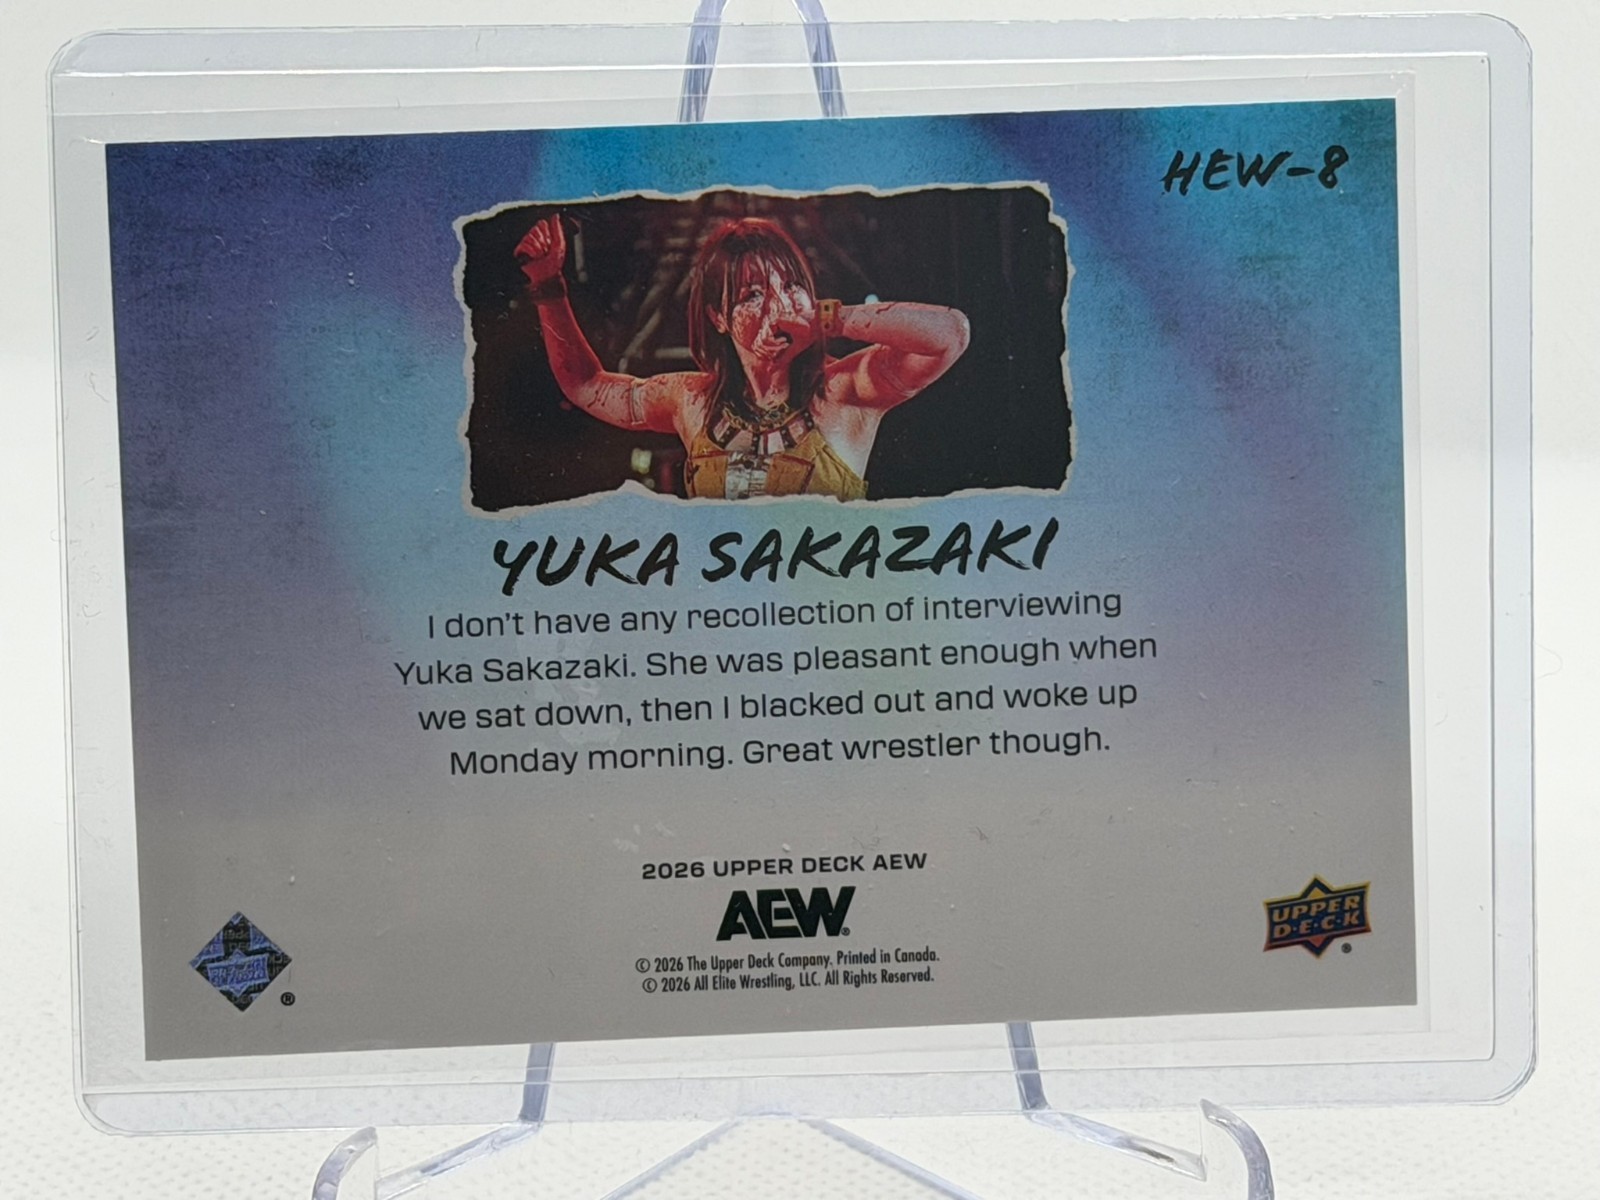 HEW-8
YUKA SAKAZAKI
I don't have any recollection of interviewing
Yuka Sakazaki. She was pleasant enough when
we sat down, then I blacked out and woke up
Monday morning. Great wrestler though.
2026 UPPER DECK AEW
AEW®
© 2026 The Upper Deck Company. Printed in Canada.
© 2026 All Elite Wrestling, LLC. All Rights Reserved.
UPPER
D·E·C·K
®
®